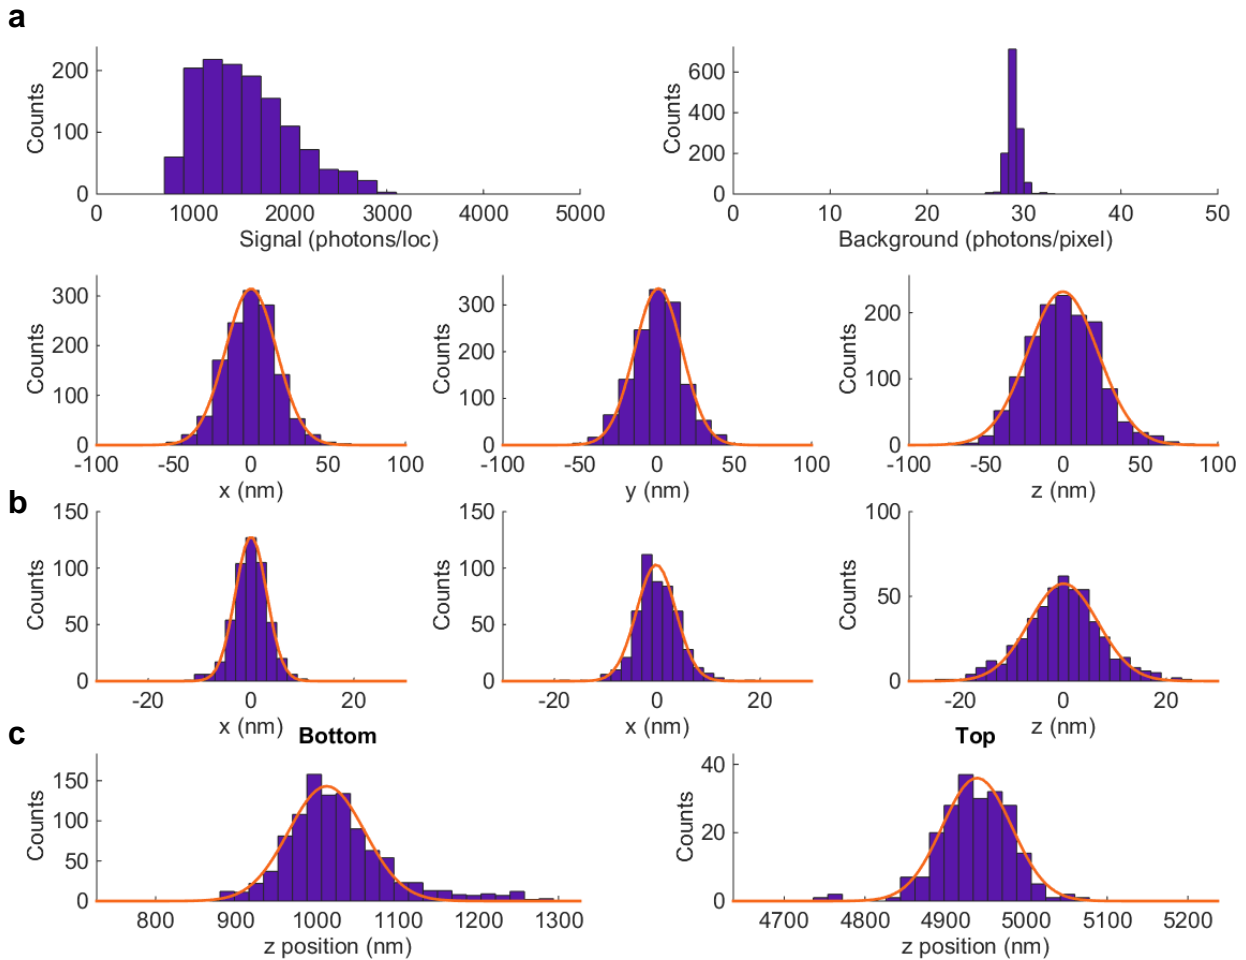 a
200
100
0
Counts
0 1000 2000 3000 4000 5000
Signal (photons/loc)
600
400
200
0
Counts
0 10 20 30 40 50
Background (photons/pixel)
300
200
100
0
Counts
-100 -50 0 50 100
x (nm)
300
200
100
0
Counts
-100 -50 0 50 100
y (nm)
200
100
0
Counts
-100 -50 0 50 100
z (nm)
b
150
100
50
0
Counts
-20 0 20
x (nm)
150
100
50
0
Counts
-20 0 20
x (nm)
100
50
0
Counts
-20 0 20
z (nm)
c
Bottom
150
100
50
0
Counts
800 900 1000 1100 1200 1300
z position (nm)
Top
40
20
0
Counts
4700 4800 4900 5000 5100 5200
z position (nm)